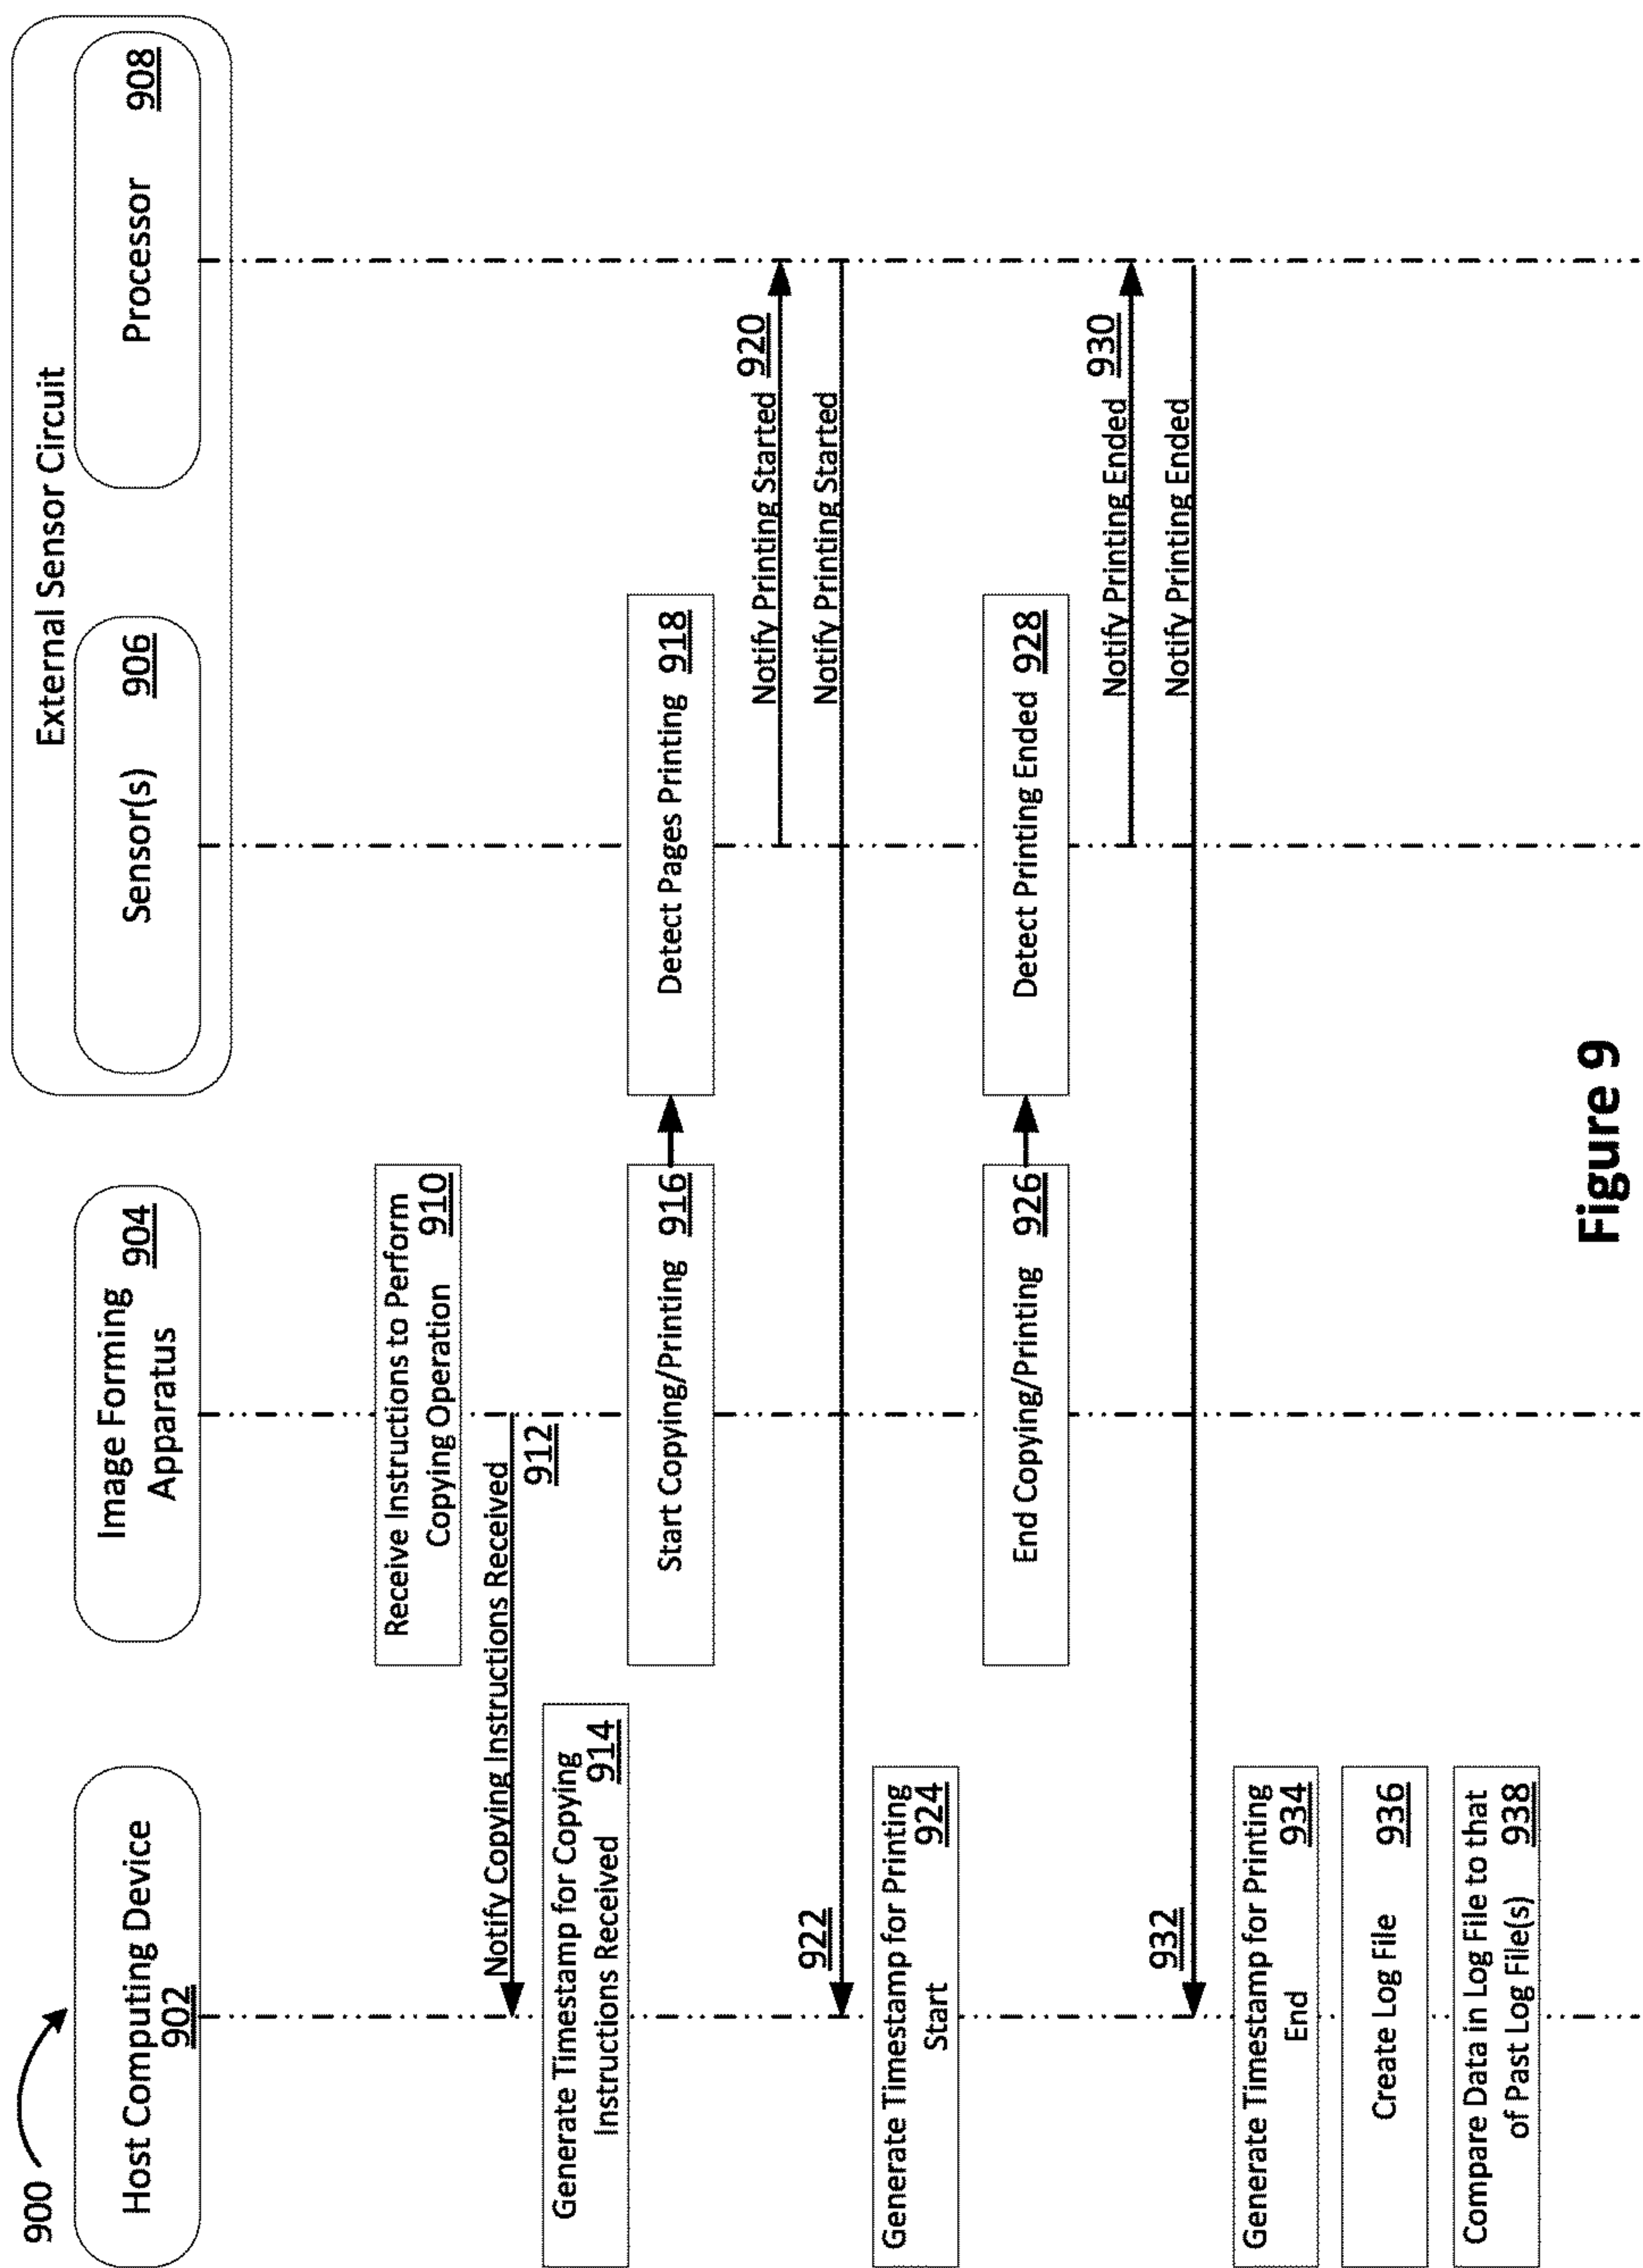 900
External Sensor Circuit
Host Computing Device
902
Image Forming
Apparatus
904
Sensor(s) 906
Processor 908
Receive Instructions to Perform
Copying Operation 910
Notify Copying Instructions Received
912
Generate Timestamp for Copying
Instructions Received 914
Start Copying/Printing 916
Detect Pages Printing 918
Notify Printing Started 920
Notify Printing Started
922
Generate Timestamp for Printing
Start 924
End Copying/Printing 926
Detect Printing Ended 928
Notify Printing Ended 930
Notify Printing Ended
932
Generate Timestamp for Printing
End 934
Create Log File 936
Compare Data in Log File to that
of Past Log File(s) 938
Figure 9